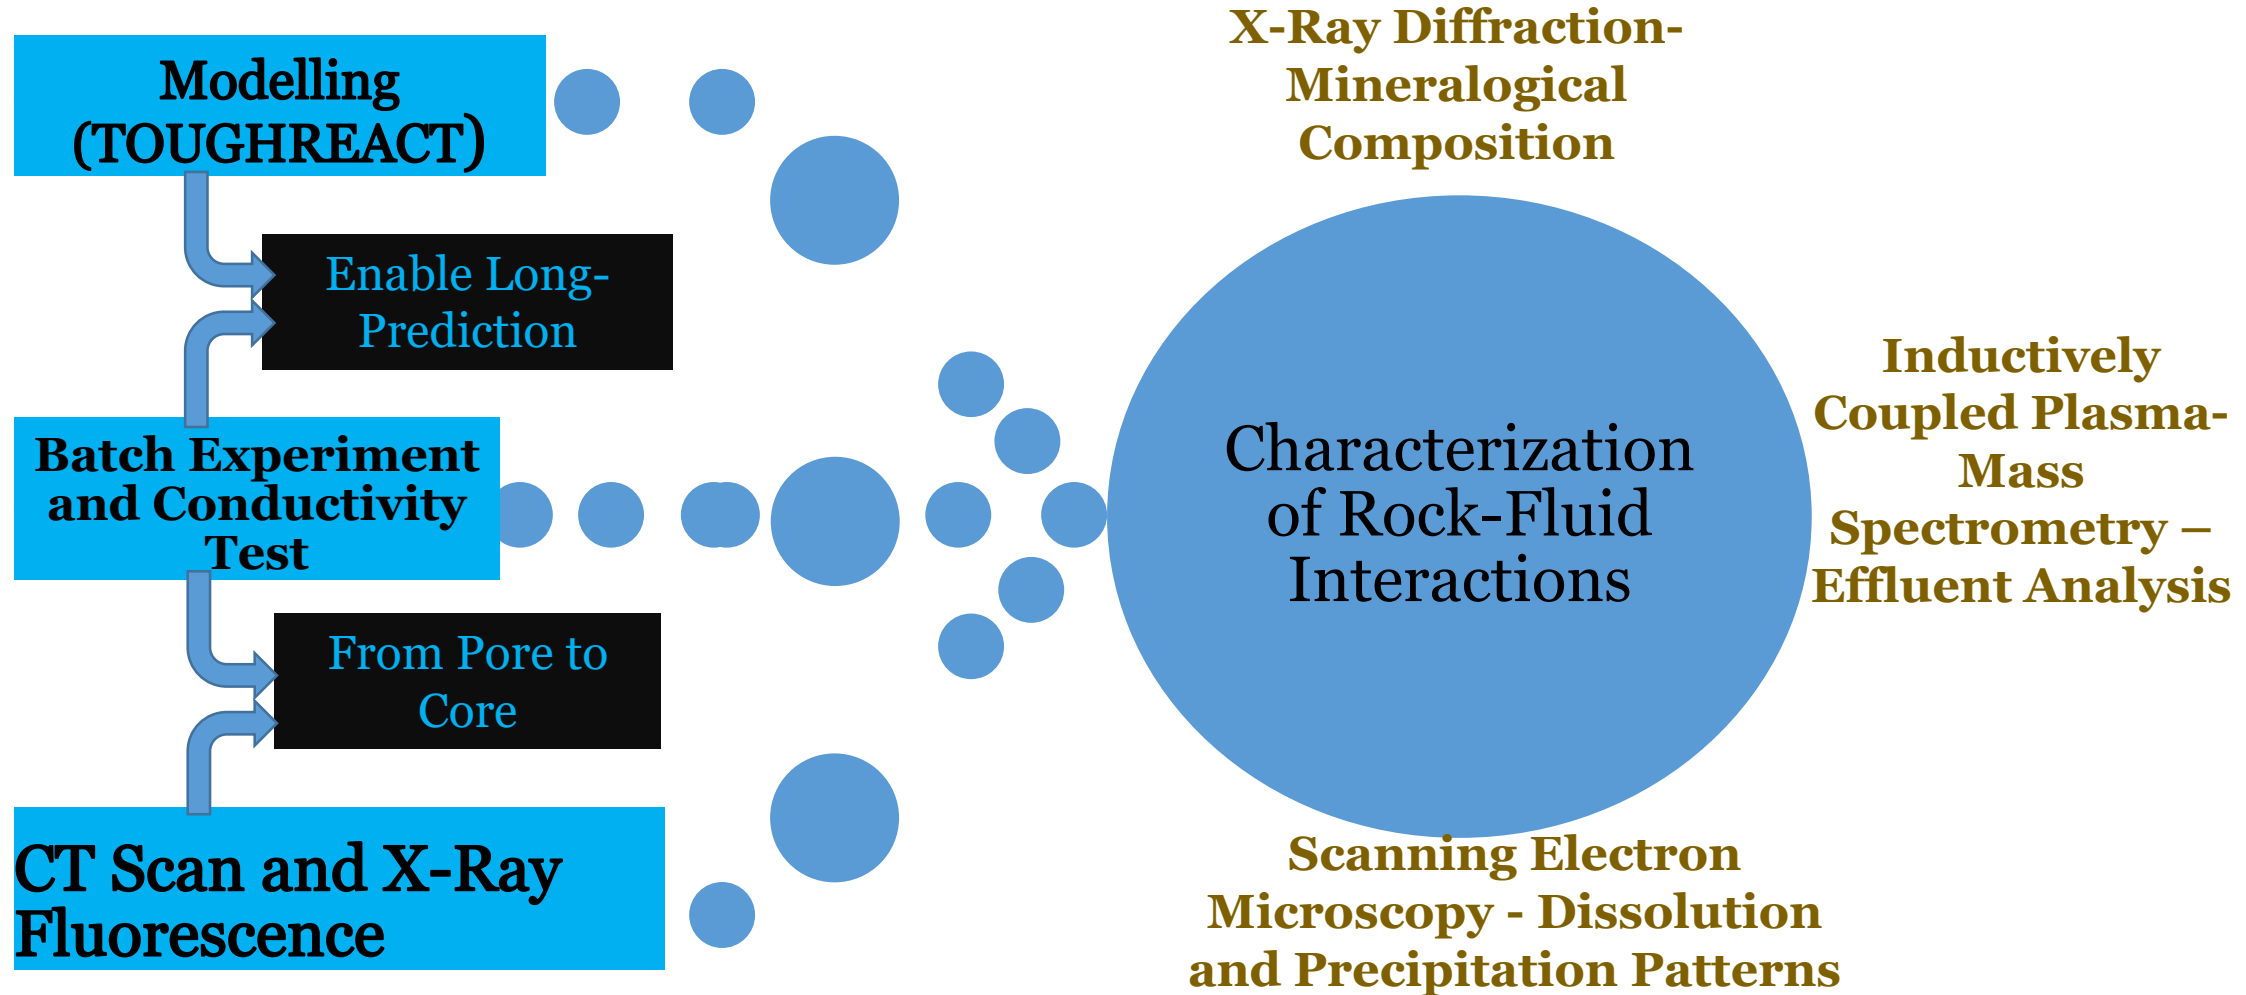 Modelling
(TOUGHREACT)
Enable Long-
Prediction
Batch Experiment
and Conductivity
Test
From Pore to
Core
CT Scan and X-Ray
Fluorescence
X-Ray Diffraction-
Mineralogical
Composition
Characterization
of Rock-Fluid
Interactions
Inductively
Coupled Plasma-
Mass
Spectrometry –
Effluent Analysis
Scanning Electron
Microscopy - Dissolution
and Precipitation Patterns